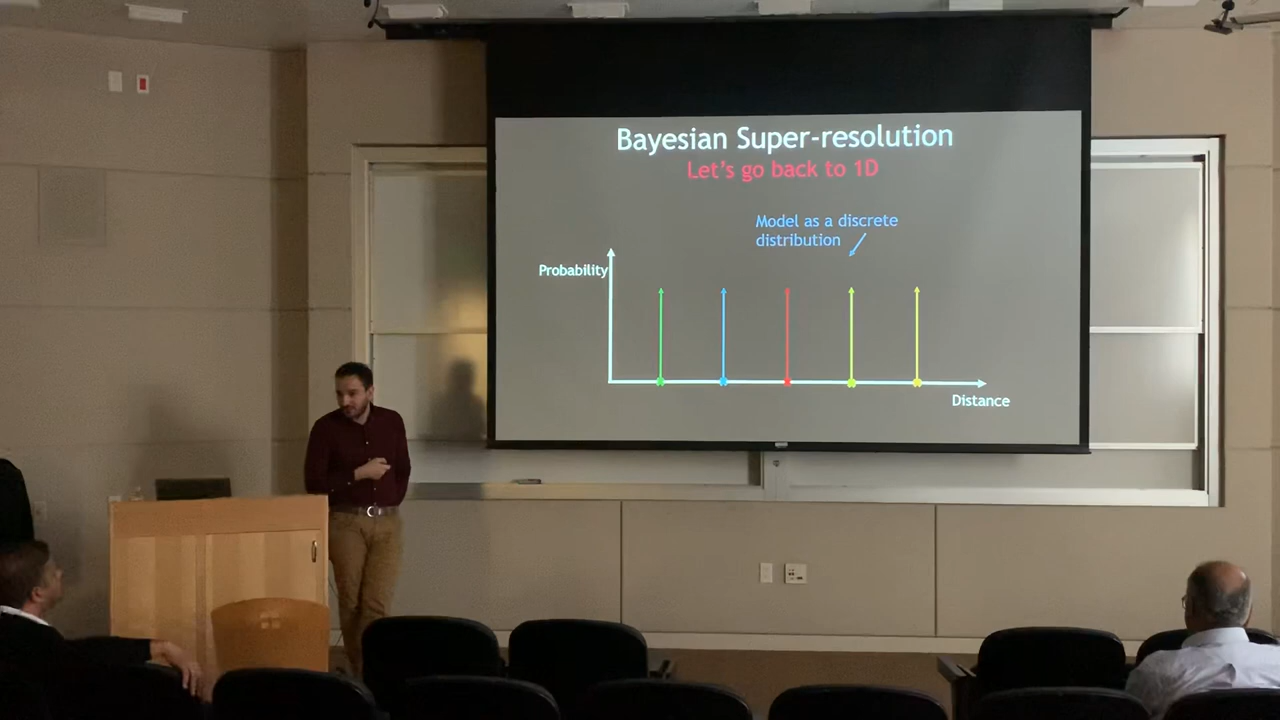 Bayesian Super-resolution
Let's go back to 1D
Model as a discrete
distribution
Probability
Distance